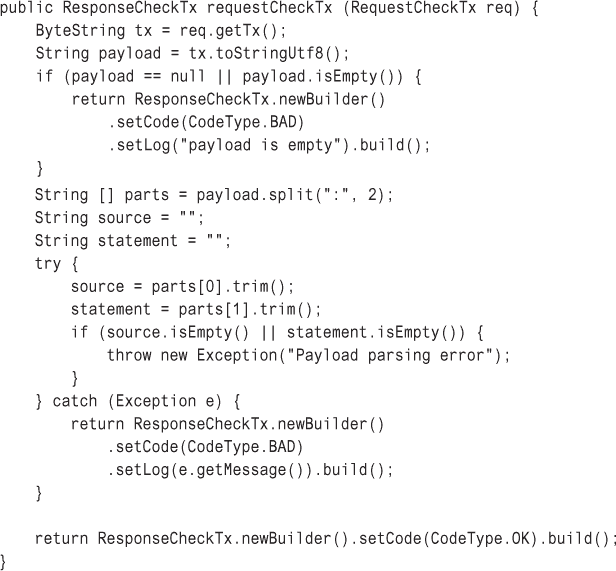 public ResponseCheckTx requestCheckTx (RequestCheckTx req) {
    ByteString tx = req.getTx();
    String payload = tx.toStringUtf8();
    if (payload == null || payload.isEmpty()) {
        return ResponseCheckTx.newBuilder()
            .setCode(CodeType.BAD)
            .setLog("payload is empty").build();
    }
    String [] parts = payload.split(":", 2);
    String source = "";
    String statement = "";
    try {
        source = parts[0].trim();
        statement = parts[1].trim();
        if (source.isEmpty() || statement.isEmpty()) {
            throw new Exception("Payload parsing error");
        }
    } catch (Exception e) {
        return ResponseCheckTx.newBuilder()
            .setCode(CodeType.BAD)
            .setLog(e.getMessage()).build();
    }

    return ResponseCheckTx.newBuilder().setCode(CodeType.OK).build();
}